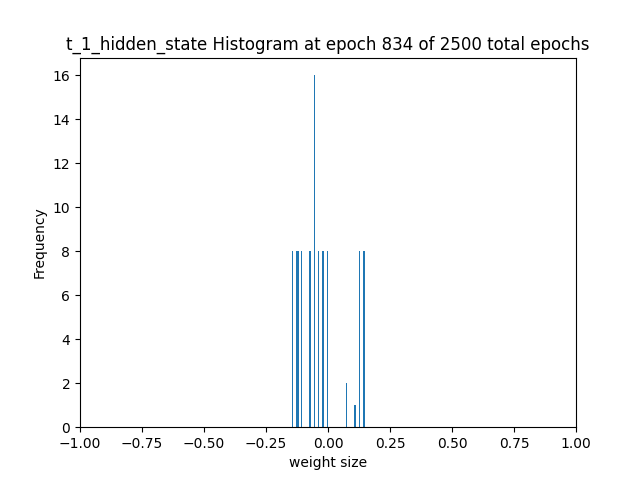 t_1_hidden_state Histogram at epoch 834 of 2500 total epochs
16
14
12
10
8
6
4
2
0
Frequency
−1.00 −0.75 −0.50 −0.25 0.00 0.25 0.50 0.75 1.00
weight size